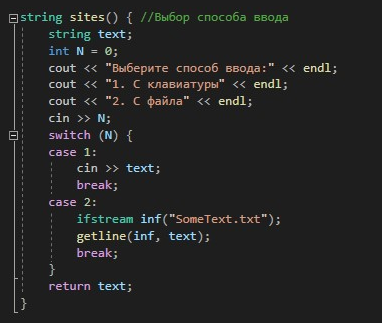 string sites() { //Выбор способа ввода
string text;
int N = 0;
cout << "Выберите способ ввода:" << endl;
cout << "1. С клавиатуры" << endl;
cout << "2. С файла" << endl;
cin >> N;
switch (N) {
case 1:
cin >> text;
break;
case 2:
ifstream inf("SomeText.txt");
getline(inf, text);
break;
}
return text;
}